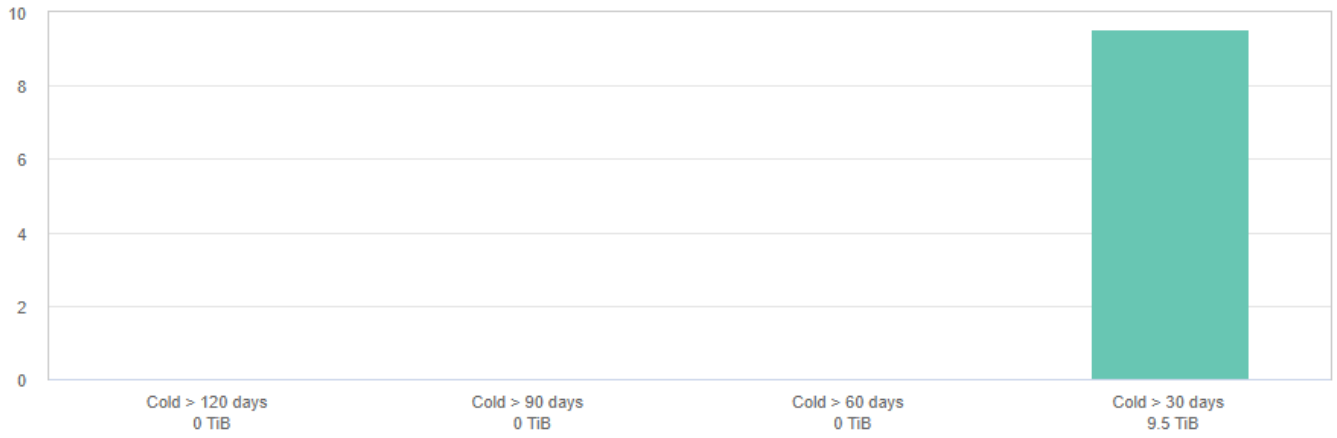 10
8
6
4
2
0
Cold > 120 days
0 TiB
Cold > 90 days
0 TiB
Cold > 60 days
0 TiB
Cold > 30 days
9.5 TiB